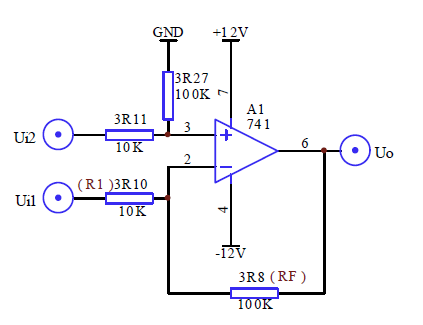 GND
+12V
3R27
100K
7
A1
741
3R11
3
6
Ui2
10K
Uo
2
(R1)3R10
Ui1
10K
4
-12V
3R8(RF)
100K